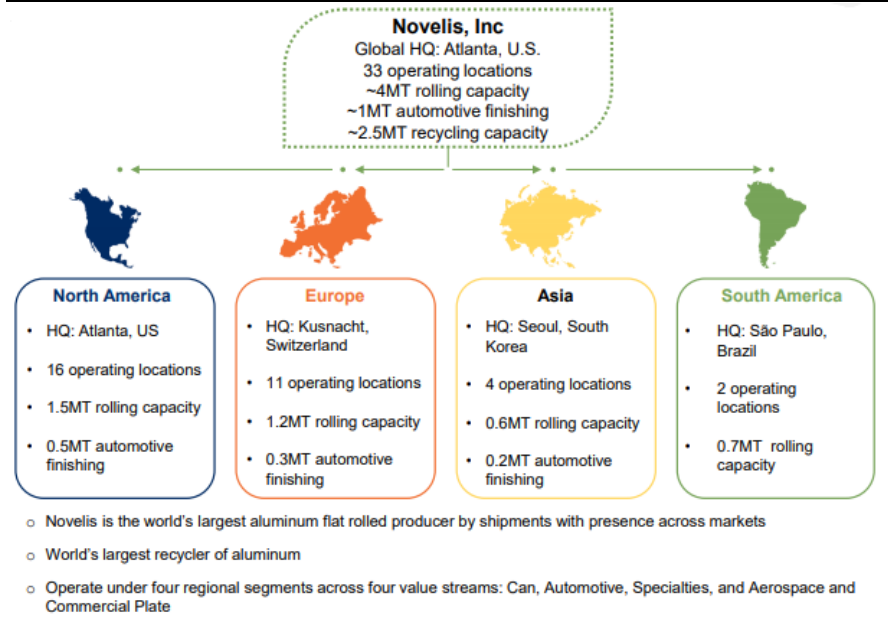 Novelis, Inc
Global HQ: Atlanta, U.S.
33 operating locations
~4MT rolling capacity
~1MT automotive finishing
~2.5MT recycling capacity
North America
• HQ: Atlanta, US
• 16 operating locations
• 1.5MT rolling capacity
• 0.5MT automotive
finishing
Europe
• HQ: Kusnacht,
Switzerland
• 11 operating locations
• 1.2MT rolling capacity
• 0.3MT automotive
finishing
Asia
• HQ: Seoul, South
Korea
• 4 operating locations
• 0.6MT rolling capacity
• 0.2MT automotive
finishing
South America
• HQ: São Paulo,
Brazil
• 2 operating
locations
• 0.7MT rolling
capacity
o Novelis is the world's largest aluminum flat rolled producer by shipments with presence across markets
o World's largest recycler of aluminum
o Operate under four regional segments across four value streams: Can, Automotive, Specialties, and Aerospace and
Commercial Plate